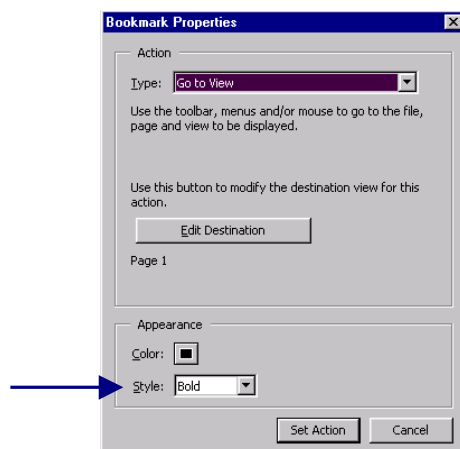 Bookmark Properties
Action
Type: Go to View
Use the toolbar, menus and/or mouse to go to the file,
page and view to be displayed.
Use this button to modify the destination view for this
action.
Edit Destination
Page 1
Appearance
Color:
Style: Bold
Set Action Cancel